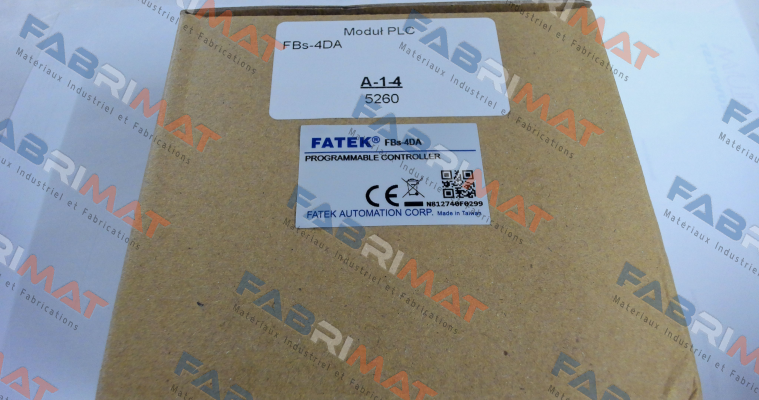 Moduł PLC
FBs-4DA
A-1-4
5260
FATEK® FBs-4DA
PROGRAMMABLE CONTROLLER
CE
N812740F0299
FATEK AUTOMATION CORP. Made in Taiwan
FABRIMAT
Matériaux Industriel et Fabrications